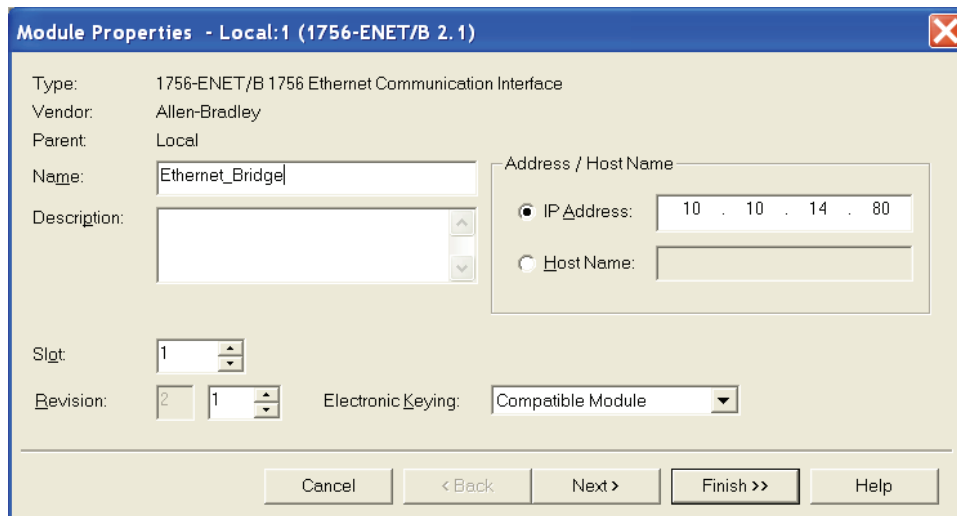 Module Properties - Local:1 (1756-ENET/B 2.1)
Type: 1756-ENET/B 1756 Ethernet Communication Interface
Vendor: Allen-Bradley
Parent: Local
Name: Ethernet_Bridge
Address / Host Name
Description:
IP Address: 10 . 10 . 14 . 80
Host Name:
Slot: 1
Revision: 2 1 Electronic Keying: Compatible Module
Cancel < Back Next > Finish >> Help